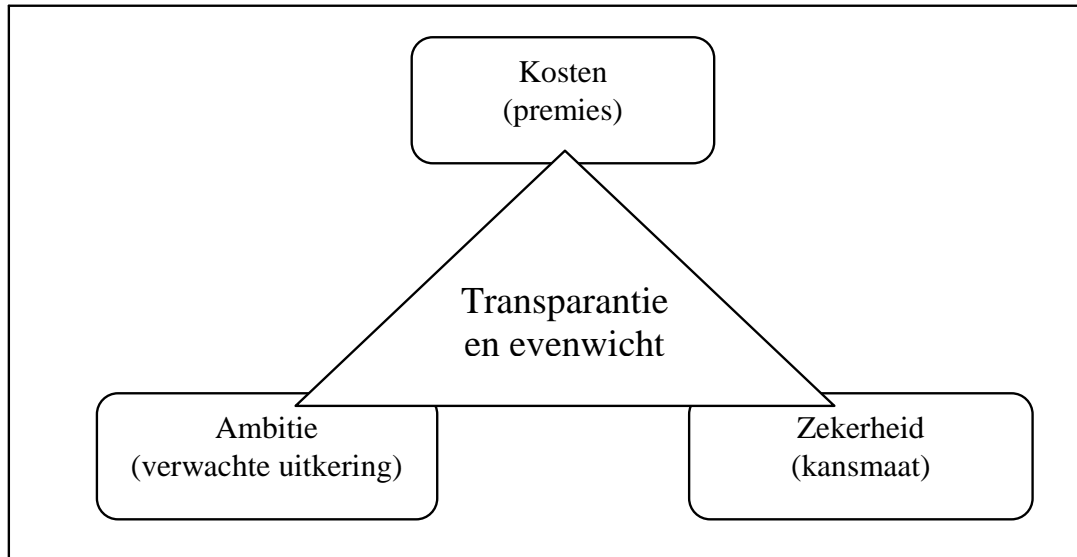 Kosten
(premies)
Transparantie
en evenwicht
Ambitie
(verwachte uitkering)
Zekerheid
(kansmaat)